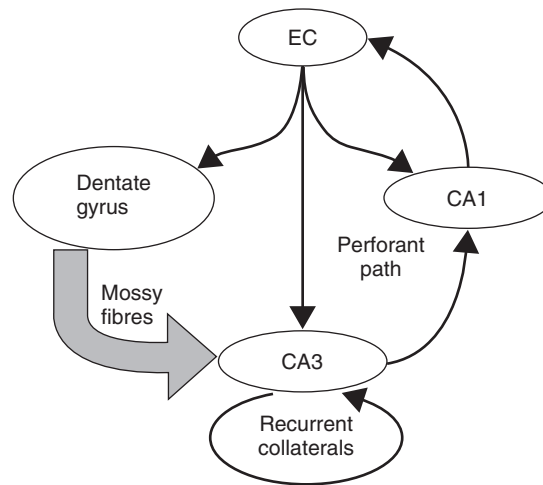 EC
Dentate
gyrus
CA1
Perforant
path
Mossy
fibres
CA3
Recurrent
collaterals